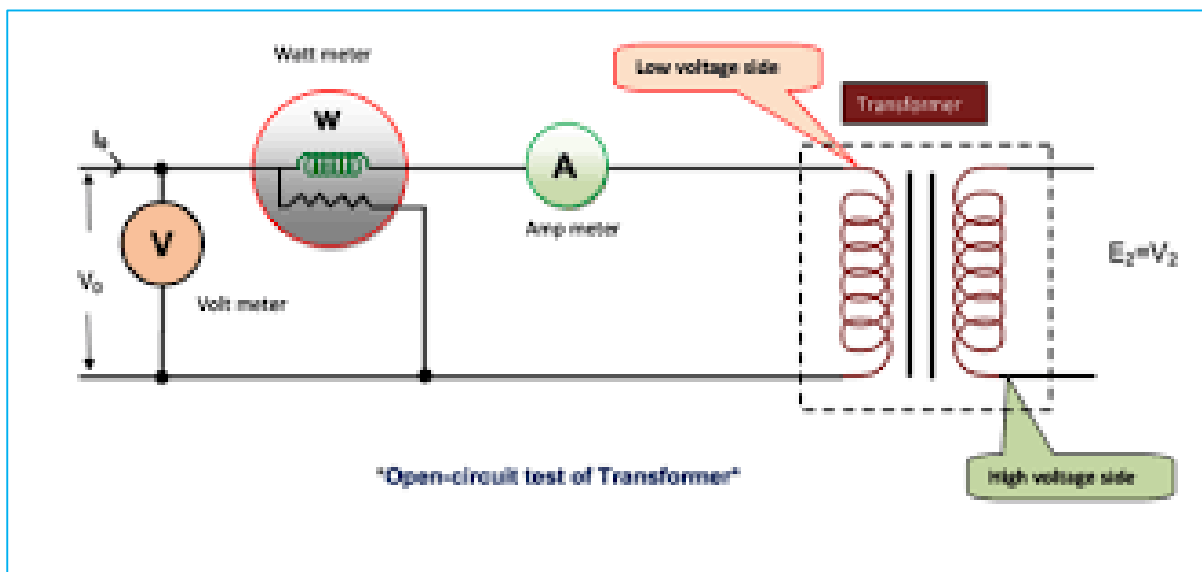 Watt meter
Low voltage side
Transformer
W
I₀
A
V
Amp meter
E₂=V₂
V₀
Volt meter
"Open-circuit test of Transformer"
High voltage side